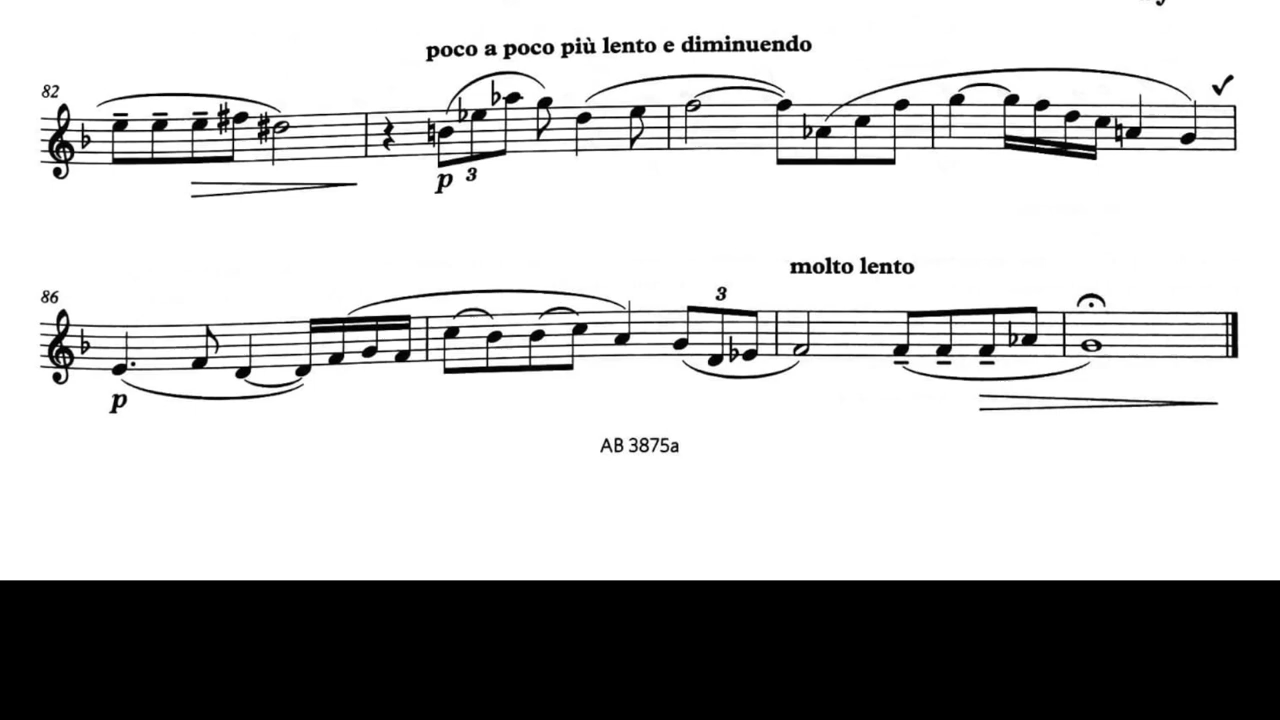 poco a poco più lento e diminuendo
82
p 3
molto lento
86
3
p
AB 3875a